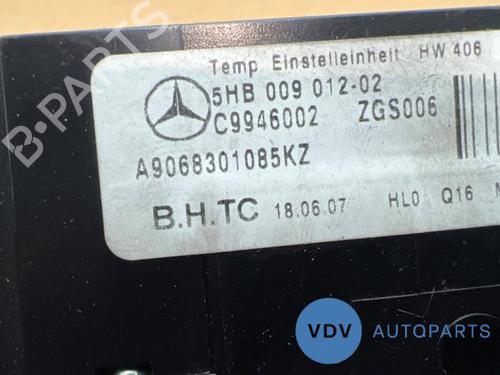 Temp Einstelleinheit HW 406
5HB 009 012-02
C9946002 ZGS006
A9068301085KZ
B.H.TC 18.06.07 HL0 Q16
B-PARTS
VDV AUTOPARTS